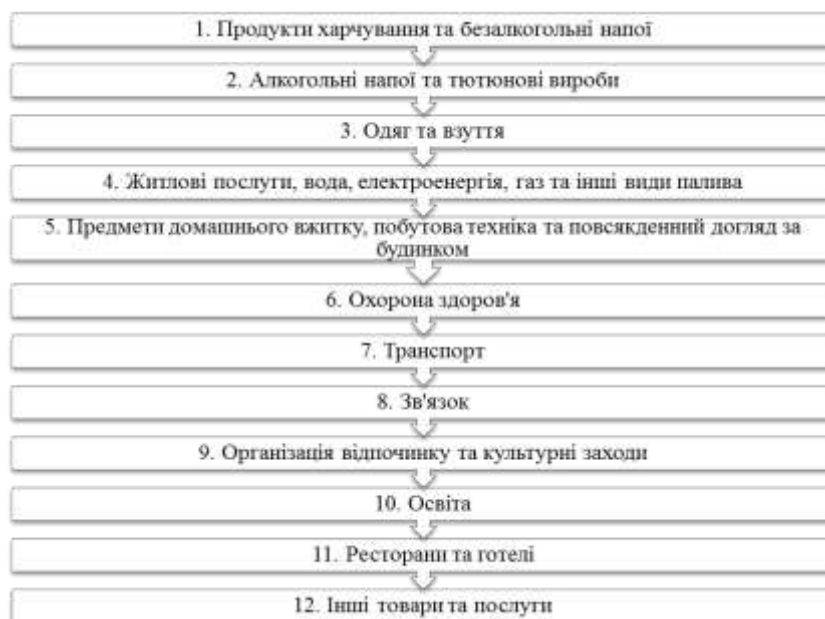 1. Продукти харчування та безалкогольні напої
2. Алкогольні напої та тютюнові вироби
3. Одяг та взуття
4. Житлові послуги, вода, електроенергія, газ та інші види палива
5. Предмети домашнього вжитку, побутова техніка та повсякденний догляд за
будинком
6. Охорона здоров'я
7. Транспорт
8. Зв'язок
9. Організація відпочинку та культурні заходи
10. Освіта
11. Ресторани та готелі
12. Інші товари та послуги